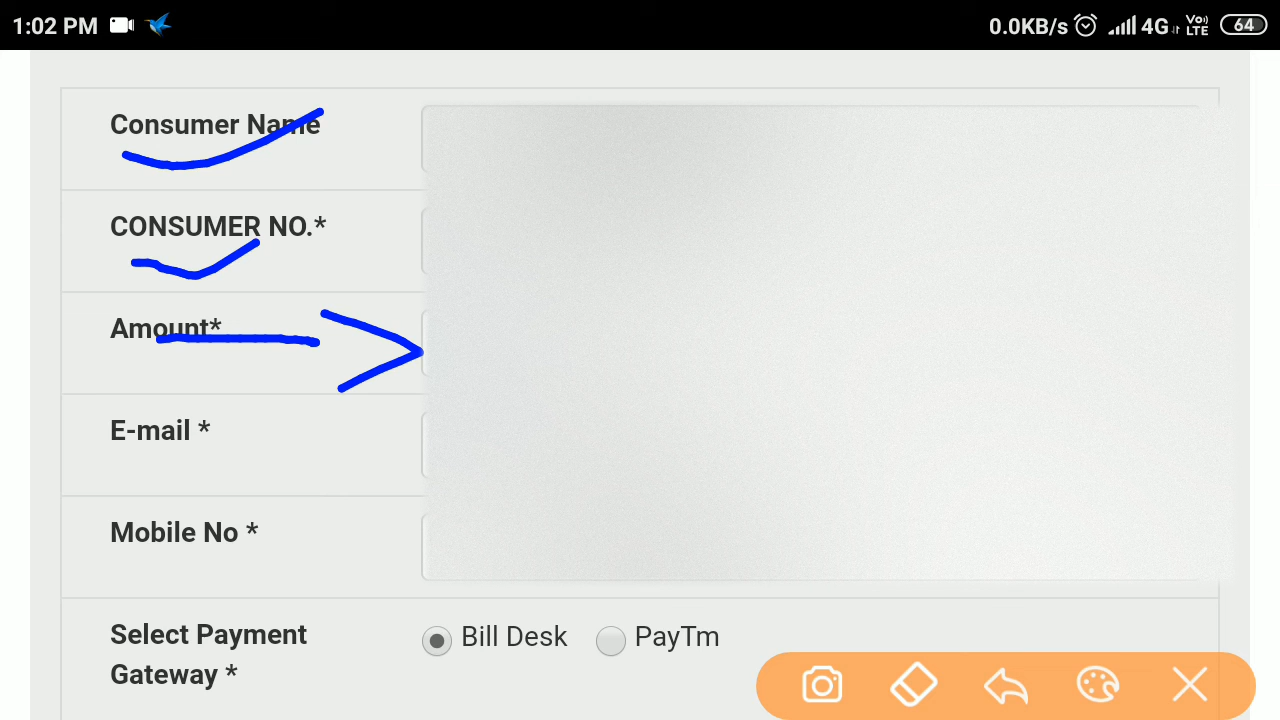 1:02 PM 0.0KB/s 4G Vo)) LTE 64
Consumer Name
CONSUMER NO.*
Amount*
E-mail *
Mobile No *
Select Payment Bill Desk PayTm
Gateway *